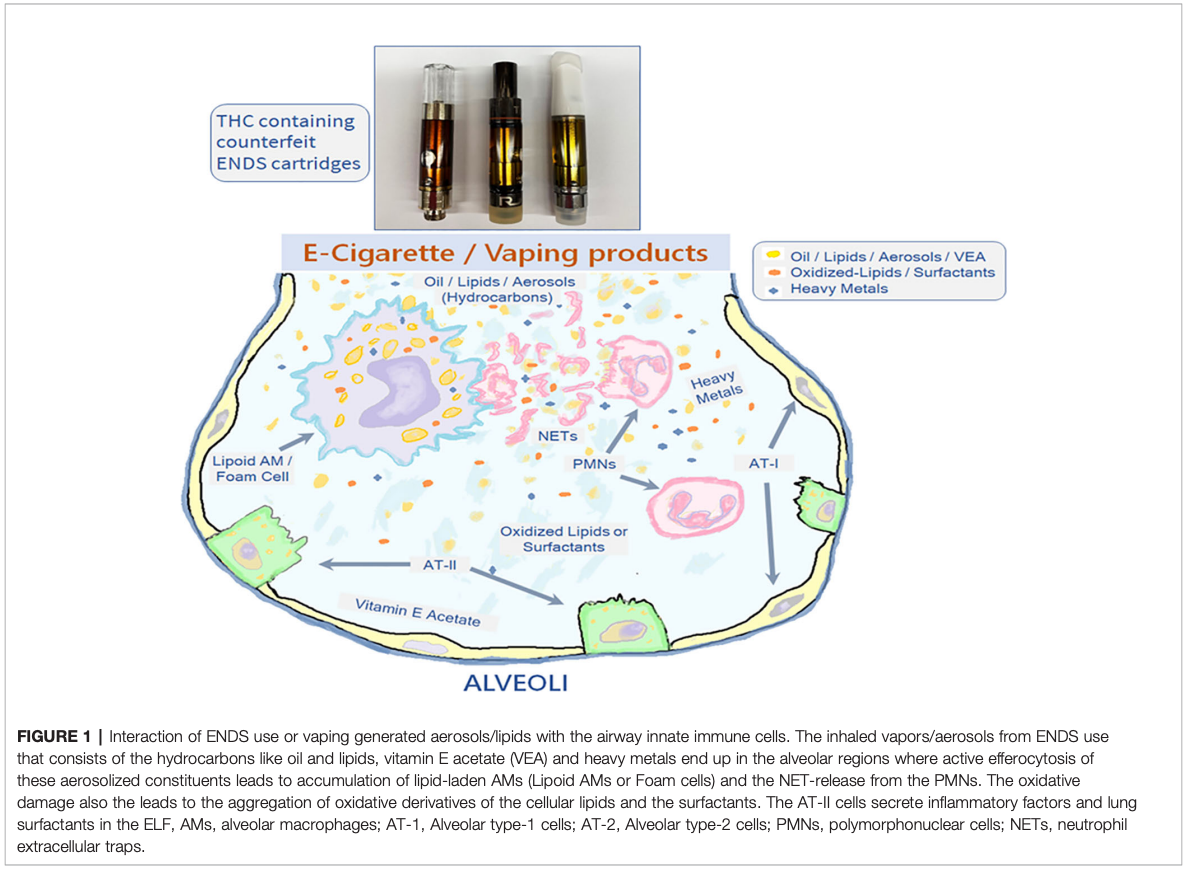 THC containing
counterfeit
ENDS cartridges
R
E-Cigarette / Vaping products
Oil / Lipids / Aerosols / VEA
Oxidized-Lipids / Surfactants
Heavy Metals
Oil / Lipids / Aerosols
(Hydrocarbons)
Heavy
Metals
NETs
PMNs
AT-I
Lipoid AM /
Foam Cell
Oxidized Lipids or
Surfactants
AT-II
Vitamin E Acetate
ALVEOLI
FIGURE 1 | Interaction of ENDS use or vaping generated aerosols/lipids with the airway innate immune cells. The inhaled vapors/aerosols from ENDS use
that consists of the hydrocarbons like oil and lipids, vitamin E acetate (VEA) and heavy metals end up in the alveolar regions where active efferocytosis of
these aerosolized constituents leads to accumulation of lipid-laden AMs (Lipoid AMs or Foam cells) and the NET-release from the PMNs. The oxidative
damage also the leads to the aggregation of oxidative derivatives of the cellular lipids and the surfactants. The AT-II cells secrete inflammatory factors and lung
surfactants in the ELF, AMs, alveolar macrophages; AT-1, Alveolar type-1 cells; AT-2, Alveolar type-2 cells; PMNs, polymorphonuclear cells; NETs, neutrophil
extracellular traps.